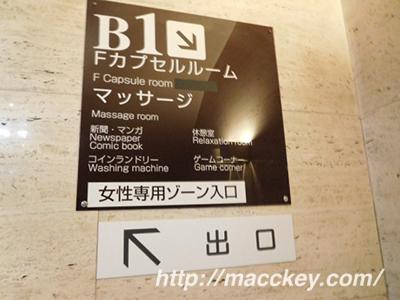 B1
Fカプセルルーム
F Capsule room
マッサージ
Massage room
新聞・マンガ
Newspaper
Comic book
休憩室
Relaxation room
コインランドリー
Washing machine
ゲームコーナー
Game corner
女性専用ゾーン入口
出口
http://macckey.com/